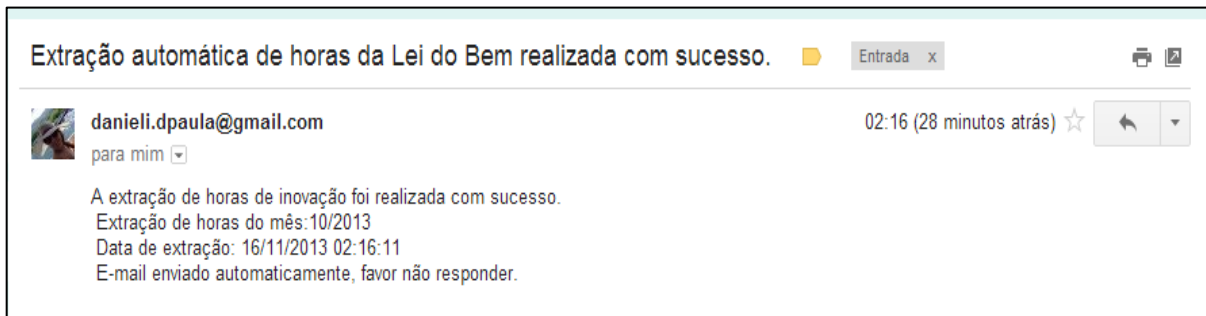 Extração automática de horas da Lei do Bem realizada com sucesso. Entrada x
danieli.dpaula@gmail.com 02:16 (28 minutos atrás)
para mim
A extração de horas de inovação foi realizada com sucesso.
Extração de horas do mês:10/2013
Data de extração: 16/11/2013 02:16:11
E-mail enviado automaticamente, favor não responder.